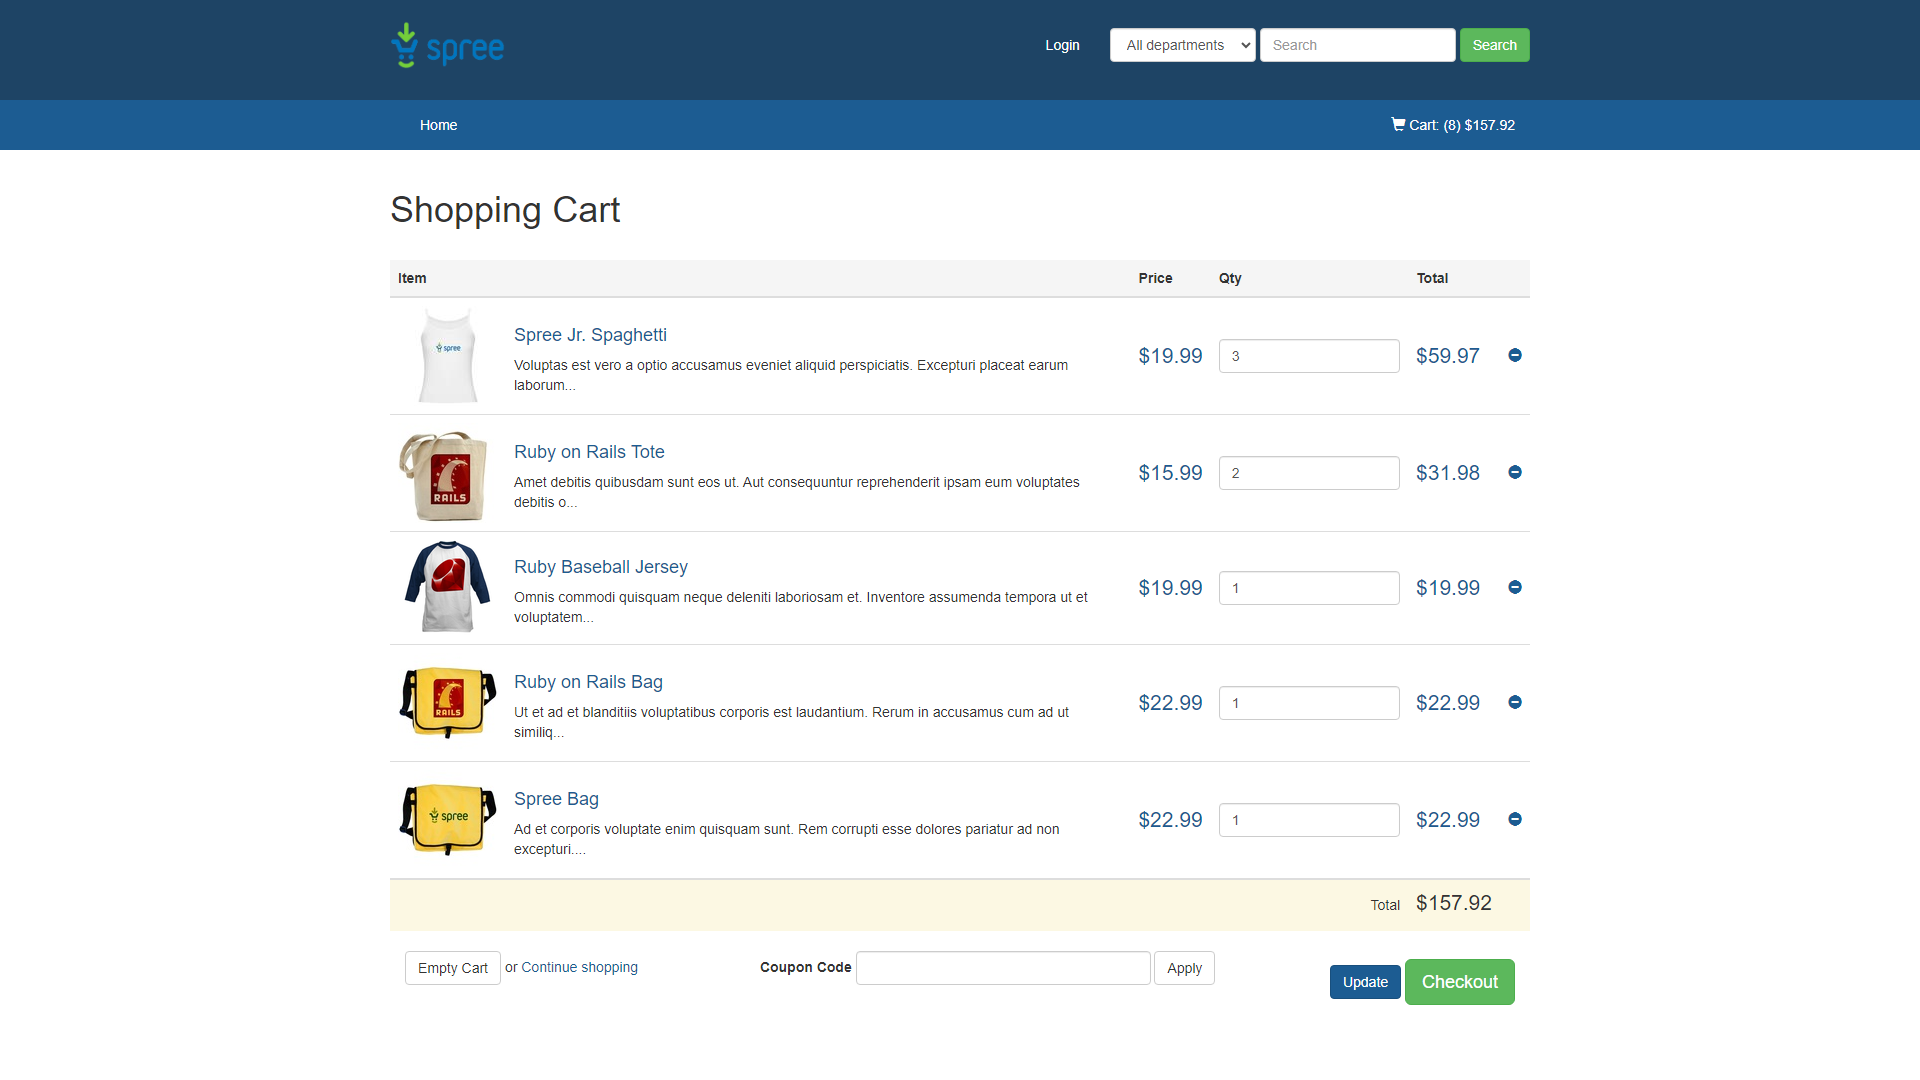 spree
Login
All departments
Search
Search
Home
Cart: (8) $157.92
Shopping Cart
Item Price Qty Total
spree
Spree Jr. Spaghetti
Voluptas est vero a optio accusamus eveniet aliquid perspiciatis. Excepturi placeat earum
laborum...
$19.99 3 $59.97
RAILS
Ruby on Rails Tote
Amet debitis quibusdam sunt eos ut. Aut consequuntur reprehenderit ipsam eum voluptates
debitis o...
$15.99 2 $31.98
Ruby Baseball Jersey
Omnis commodi quisquam neque deleniti laboriosam et. Inventore assumenda tempora ut et
voluptatem...
$19.99 1 $19.99
RAILS
Ruby on Rails Bag
Ut et ad et blanditiis voluptatibus corporis est laudantium. Rerum in accusamus cum ad ut
similiq...
$22.99 1 $22.99
spree
Spree Bag
Ad et corporis voluptate enim quisquam sunt. Rem corrupti esse dolores pariatur ad non
excepturi....
$22.99 1 $22.99
Total $157.92
Empty Cart or Continue shopping
Coupon Code
Apply
Update
Checkout